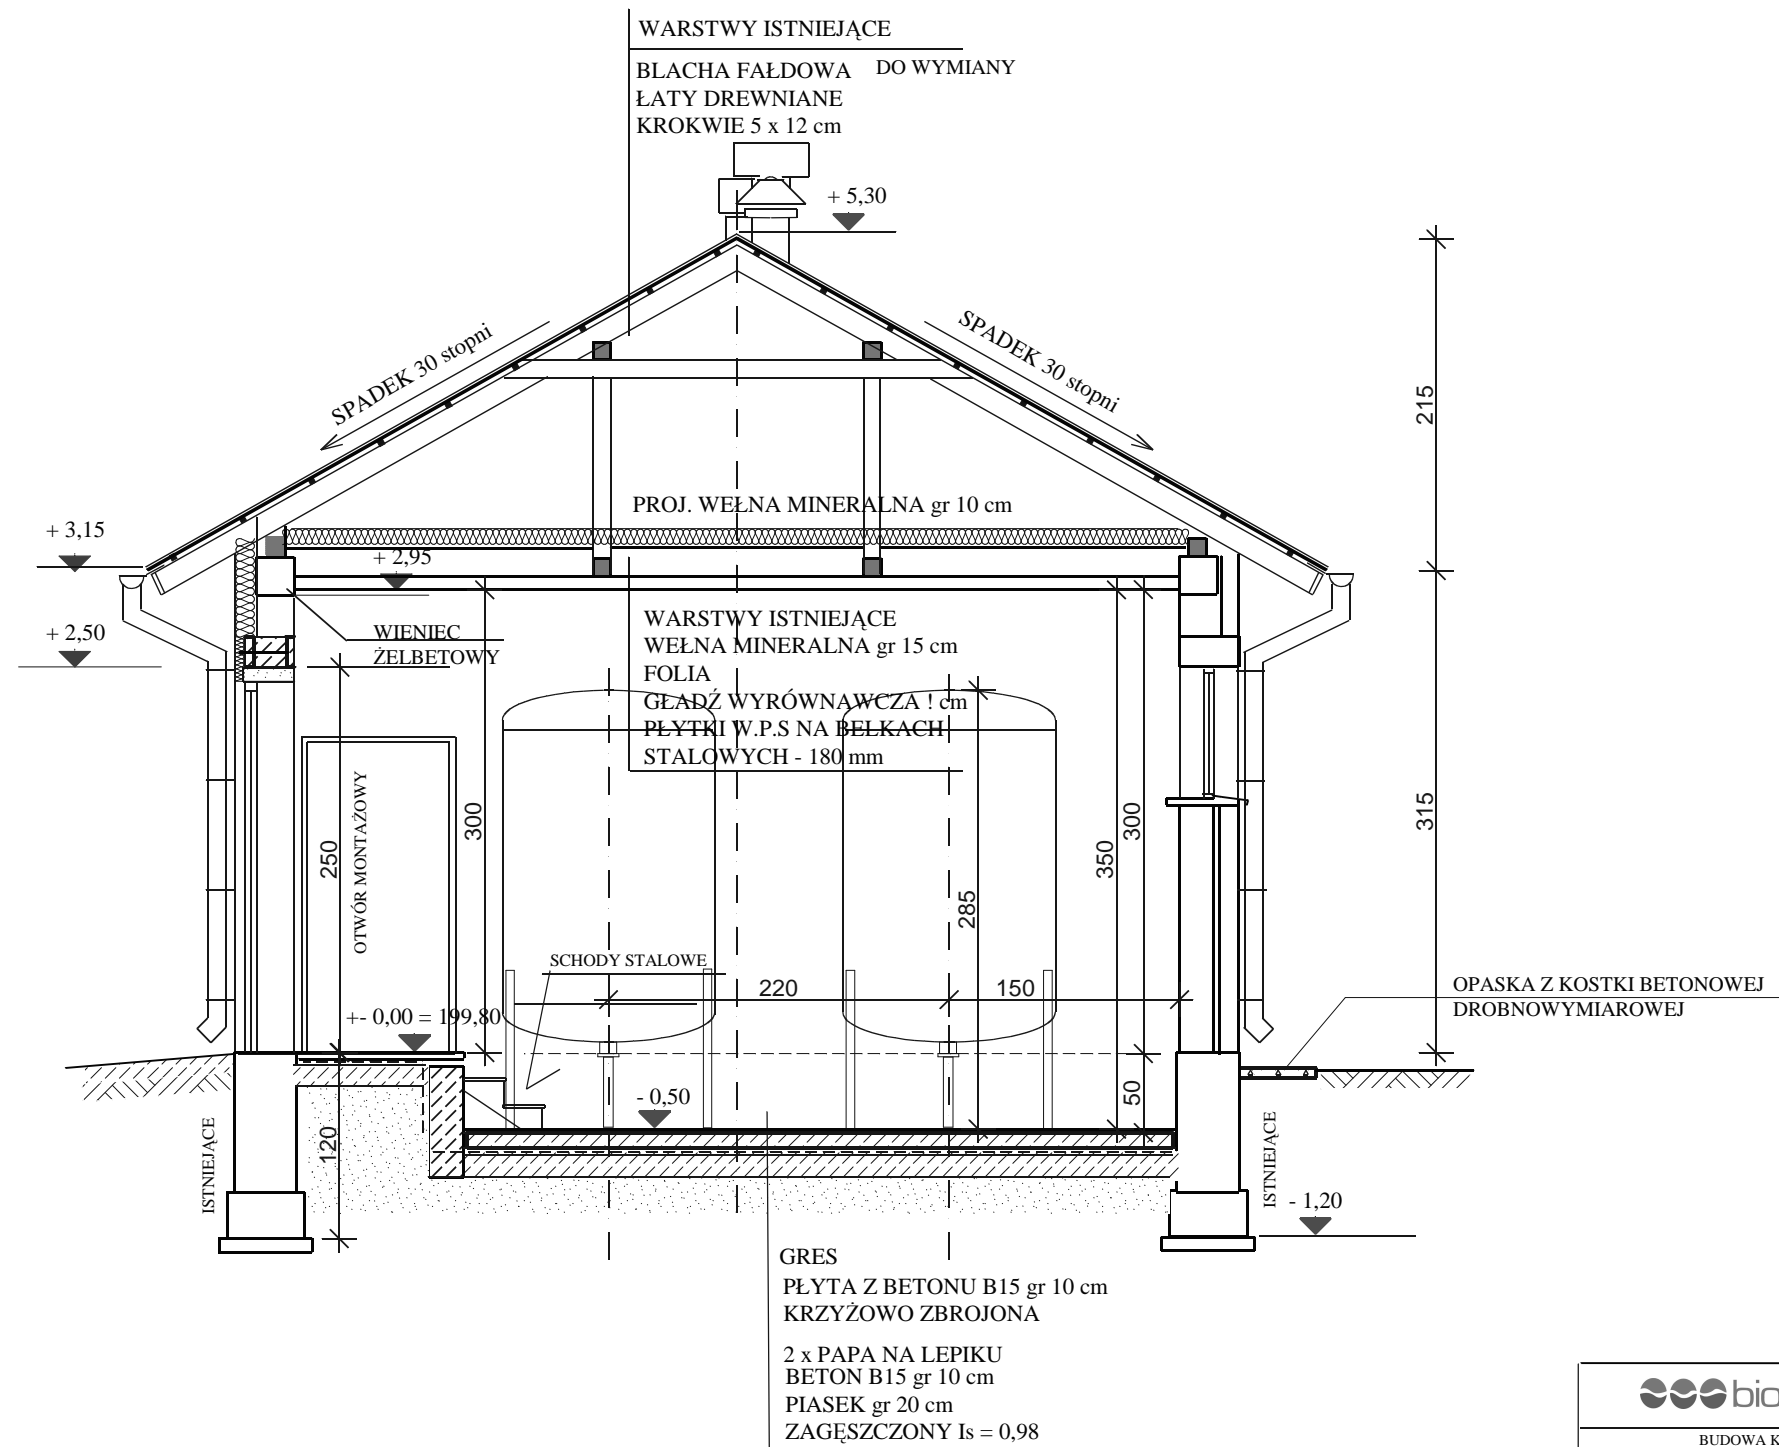 WARSTWY ISTNIEJĄCE
BLACHA FAŁDOWA DO WYMIANY
ŁATY DREWNIANE
KROKWIE 5 x 12 cm
+ 5,30
SPADEK 30 stopni
SPADEK 30 stopni
215
PROJ. WEŁNA MINERALNA gr 10 cm
+ 3,15
+ 2,95
+ 2,50
WIENIEC
ŻELBETOWY
WARSTWY ISTNIEJĄCE
WEŁNA MINERALNA gr 15 cm
FOLIA
GŁADŹ WYRÓWNAWCZA ! cm
PŁYTKI W.P.S NA BELKACH
STALOWYCH - 180 mm
250
OTWÓR MONTAŻOWY
300
285
350
300
315
SCHODY STALOWE
220
150
OPASKA Z KOSTKI BETONOWEJ
DROBNOWYMIAROWEJ
+- 0,00 = 199,80
- 0,50
50
ISTNIEJĄCE
120
ISTNIEJĄCE
- 1,20
GRES
PŁYTA Z BETONU B15 gr 10 cm
KRZYŻOWO ZBROJONA
2 x PAPA NA LEPIKU
BETON B15 gr 10 cm
PIASEK gr 20 cm
ZAGĘSZCZONY Is = 0,98
bio
BUDOWA K